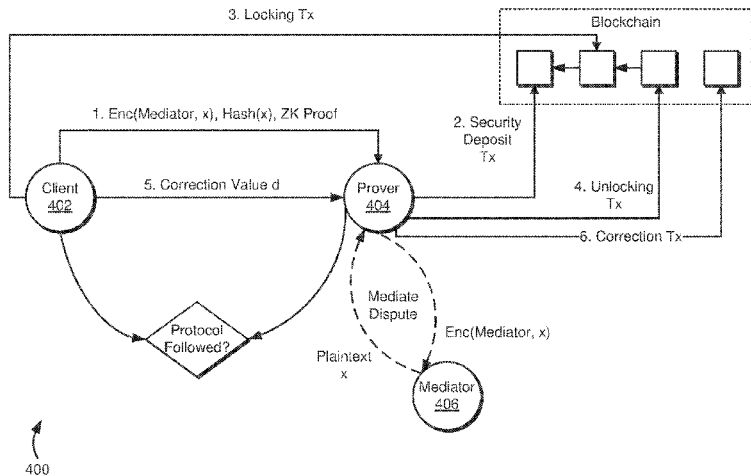 3. Locking Tx
Blockchain
1. Enc(Mediator, x), Hash(x), ZK Proof
2. Security
Deposit
Tx
Client
402
5. Correction Value d
Prover
404
4. Unlocking
Tx
6. Correction Tx
Mediate
Dispute
Protocol
Followed?
Enc(Mediator, x)
Plaintext
x
Mediator
406
400